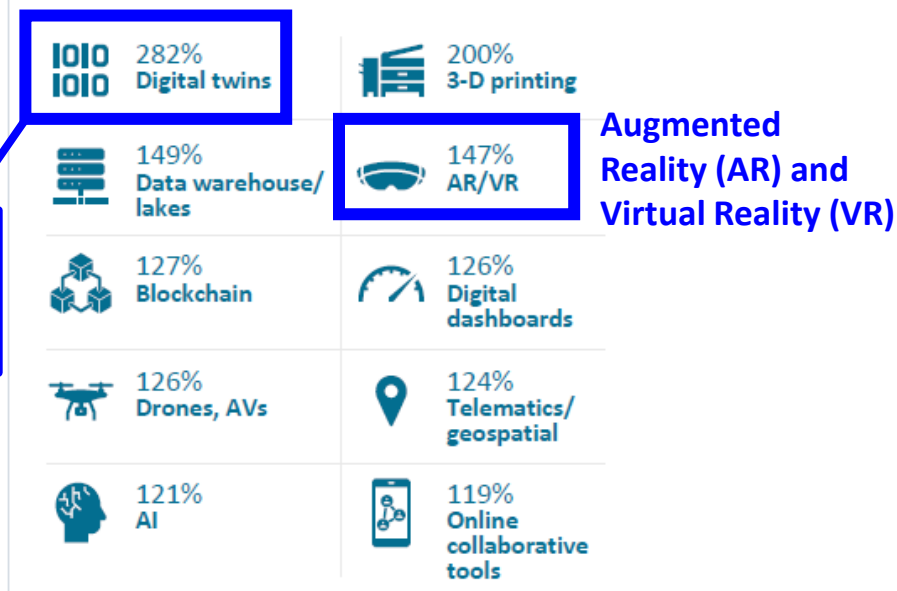 282%
Digital twins
200%
3-D printing
149%
Data warehouse/
lakes
147%
AR/VR
Augmented
Reality (AR) and
Virtual Reality (VR)
127%
Blockchain
126%
Digital
dashboards
126%
Drones, AVs
124%
Telematics/
geospatial
121%
AI
119%
Online
collaborative
tools